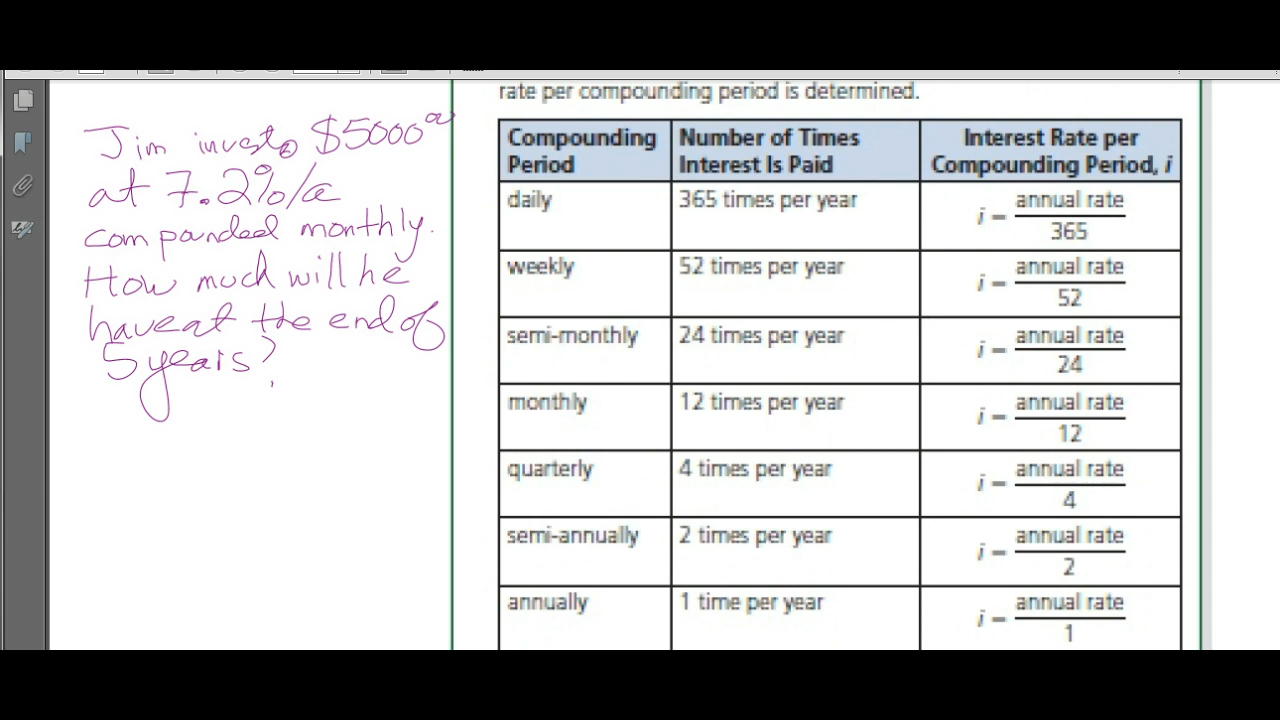 rate per compounding period is determined.
Jim invests $5000⁰⁰
at 7.2%/a
compounded monthly.
How much will he
have at the end of
5 years?
Compounding Period Number of Times Interest Is Paid Interest Rate per Compounding Period, i
daily 365 times per year i = annual rate / 365
weekly 52 times per year i = annual rate / 52
semi-monthly 24 times per year i = annual rate / 24
monthly 12 times per year i = annual rate / 12
quarterly 4 times per year i = annual rate / 4
semi-annually 2 times per year i = annual rate / 2
annually 1 time per year i = annual rate / 1